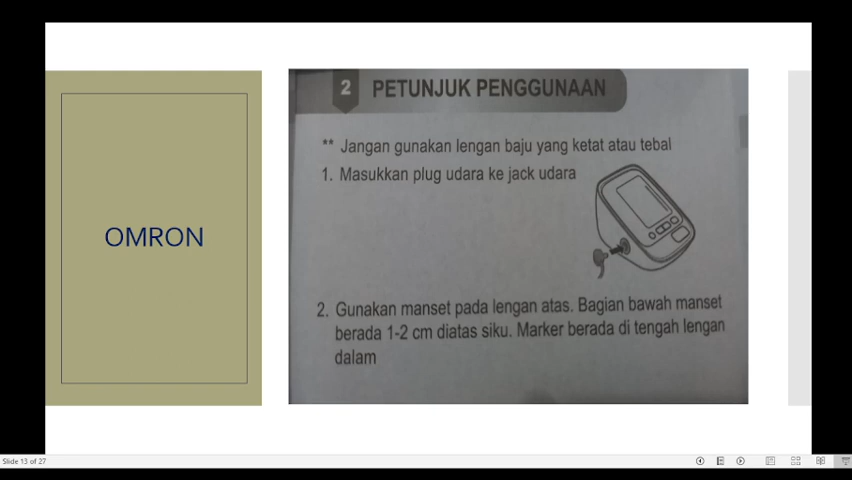 OMRON
2 PETUNJUK PENGGUNAAN
** Jangan gunakan lengan baju yang ketat atau tebal
1. Masukkan plug udara ke jack udara
2. Gunakan manset pada lengan atas. Bagian bawah manset
berada 1-2 cm diatas siku. Marker berada di tengah lengan
dalam
Slide 13 of 27